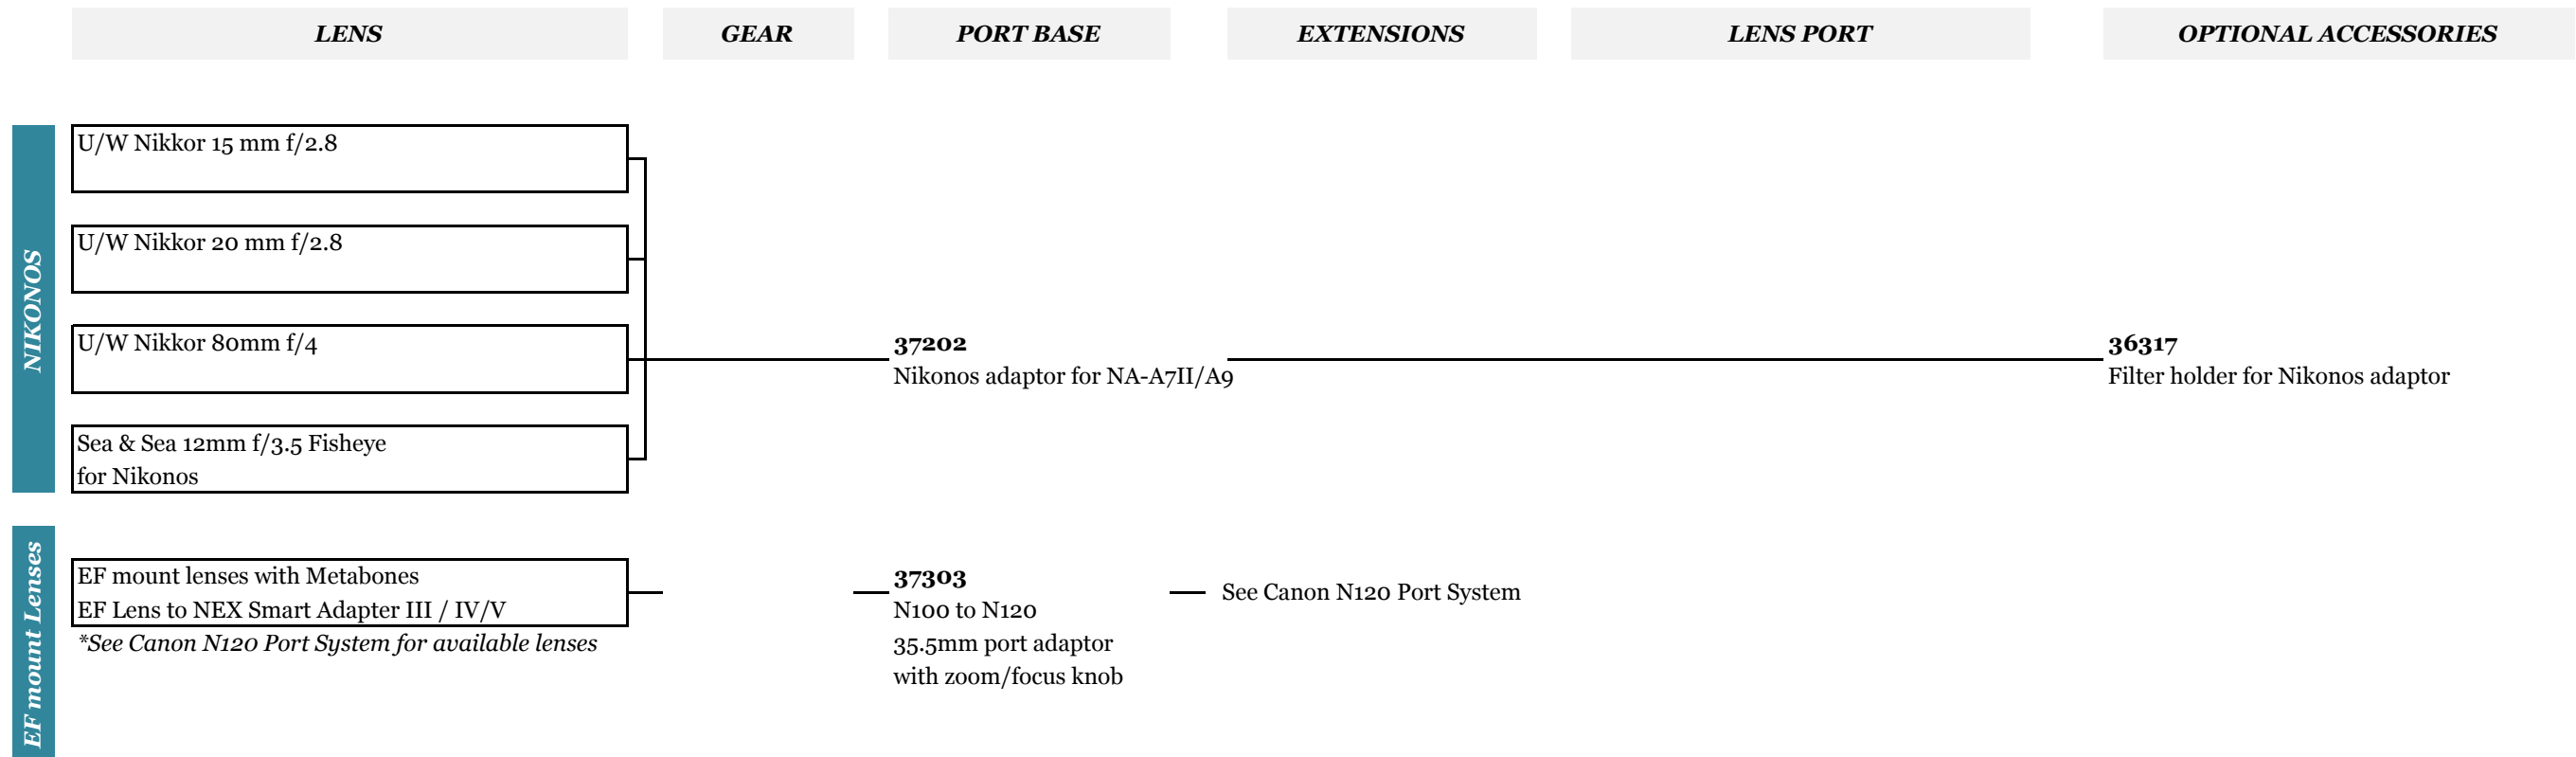 LENS
GEAR
PORT BASE
EXTENSIONS
LENS PORT
OPTIONAL ACCESSORIES
NIKONOS
U/W Nikkor 15 mm f/2.8
U/W Nikkor 20 mm f/2.8
U/W Nikkor 80mm f/4
Sea & Sea 12mm f/3.5 Fisheye
for Nikonos
37202
Nikonos adaptor for NA-A7II/A9
36317
Filter holder for Nikonos adaptor
EF mount Lenses
EF mount lenses with Metabones
EF Lens to NEX Smart Adapter III / IV/V
*See Canon N120 Port System for available lenses
37303
N100 to N120
35.5mm port adaptor
with zoom/focus knob
See Canon N120 Port System